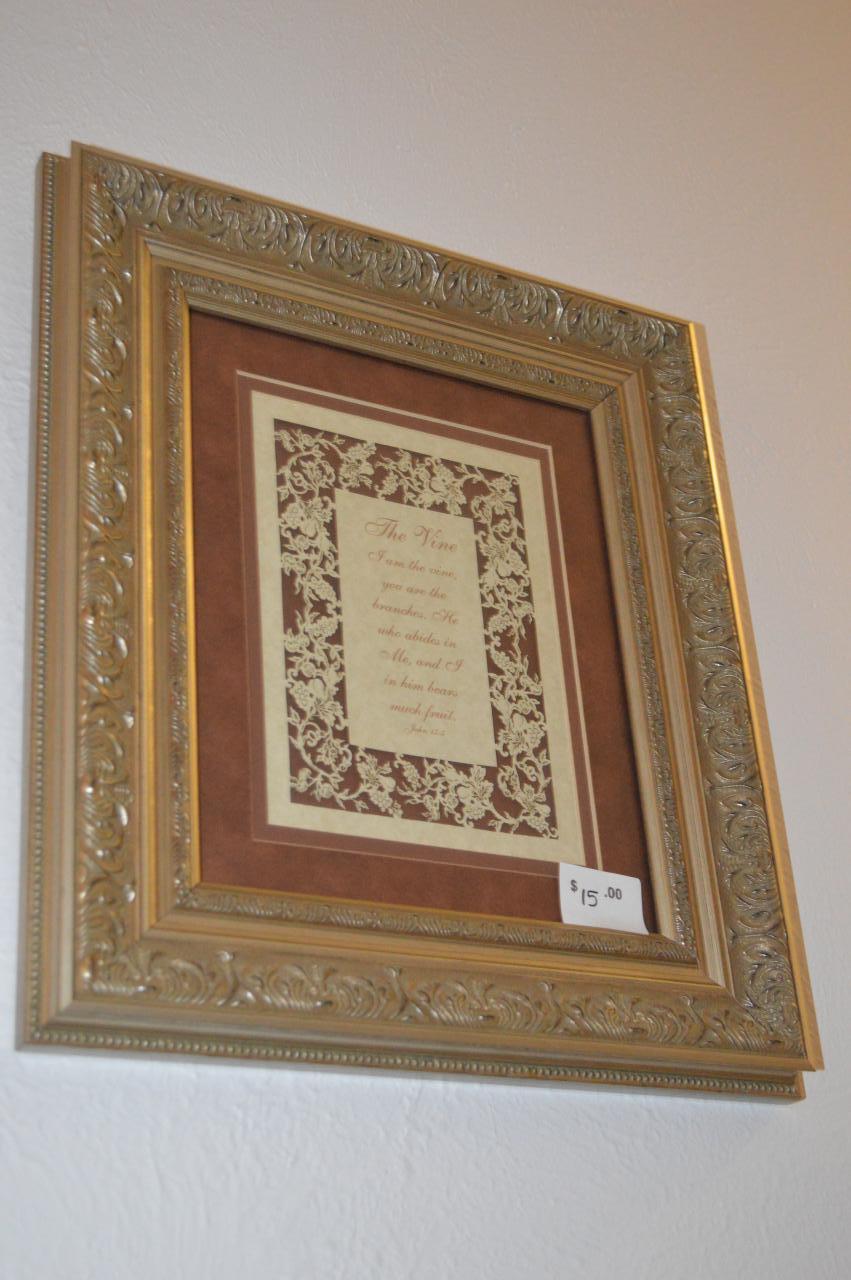 The Vine
I am the vine,
you are the
branches. He
who abides in
Me, and I
in him bears
much fruit.
John 15:5
$15.00